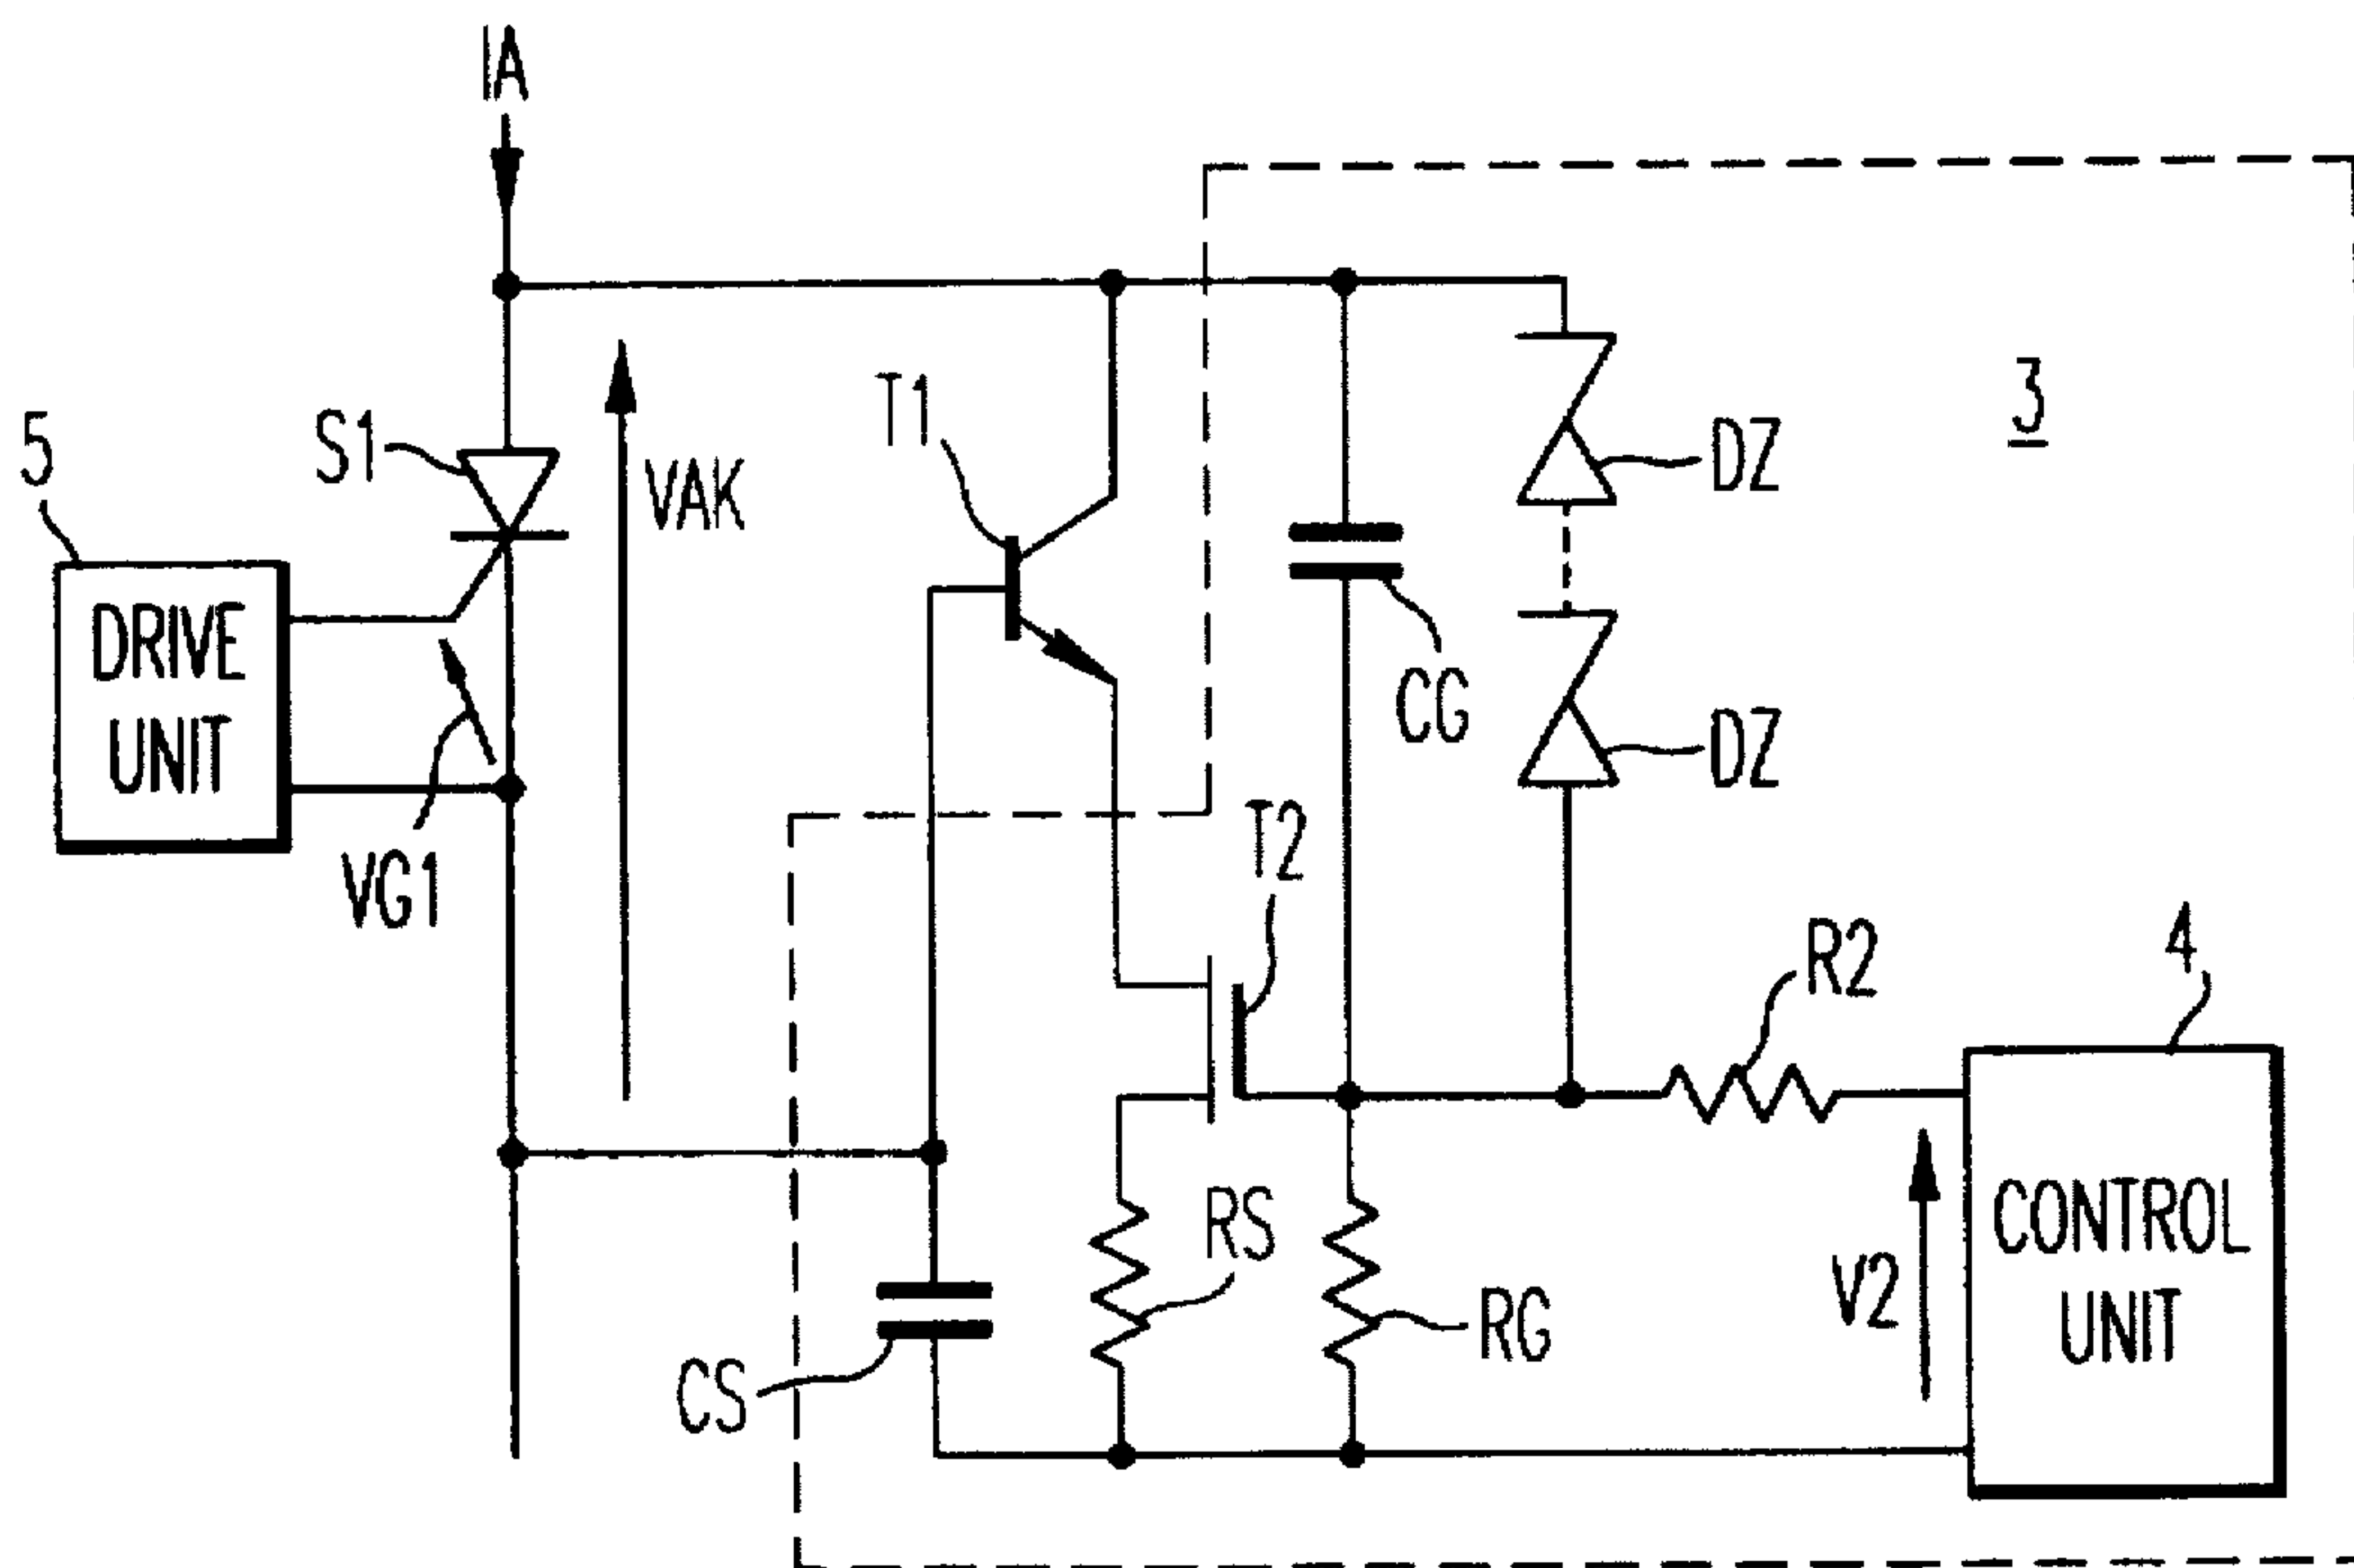 IA
3
5
S1
VAK
T1
DZ
DRIVE
UNIT
CG
DZ
VG1
T2
R2
4
RS
V2
CONTROL
UNIT
RG
CS